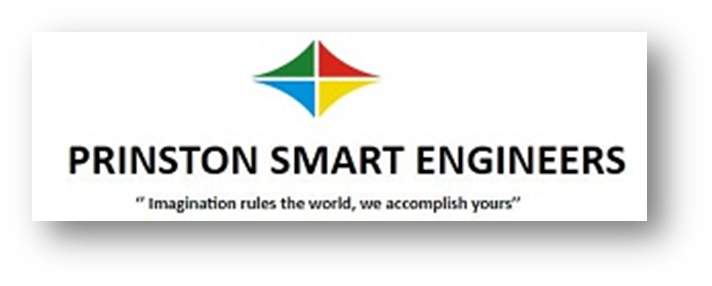 PRINSTON SMART ENGINEERS
“ Imagination rules the world, we accomplish yours”